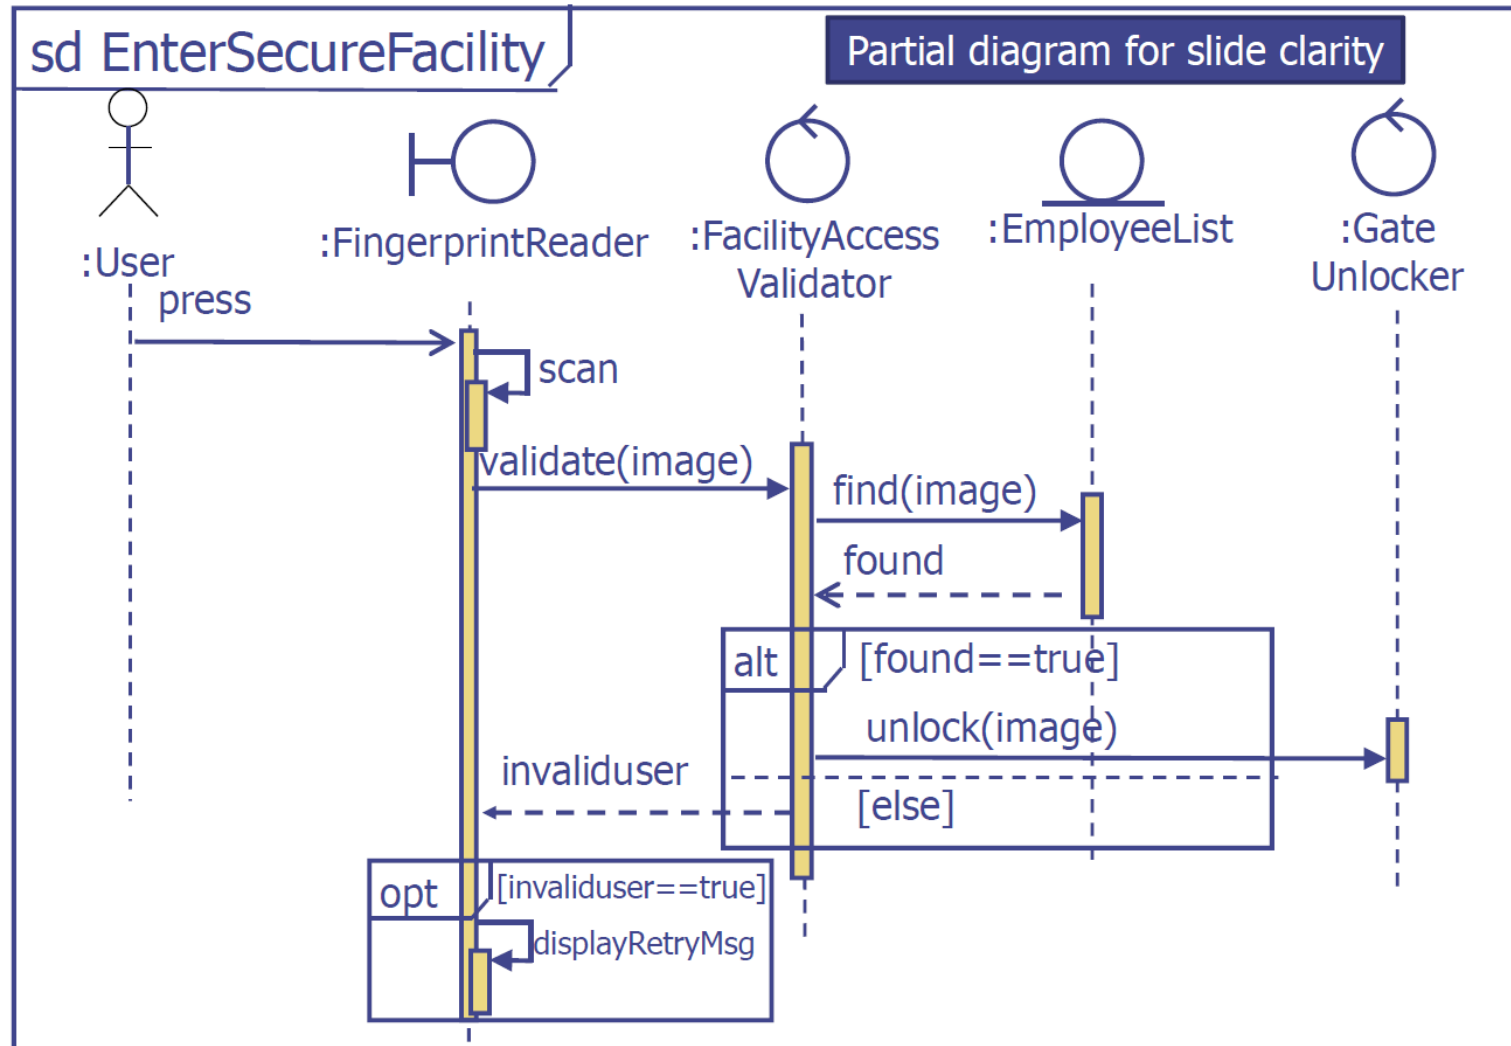 sd EnterSecureFacility
Partial diagram for slide clarity
:User
:FingerprintReader
:FacilityAccess
Validator
:EmployeeList
:Gate
Unlocker
press
scan
validate(image)
find(image)
found
alt
[found==true]
unlock(image)
invaliduser
[else]
opt
[invaliduser==true]
displayRetryMsg